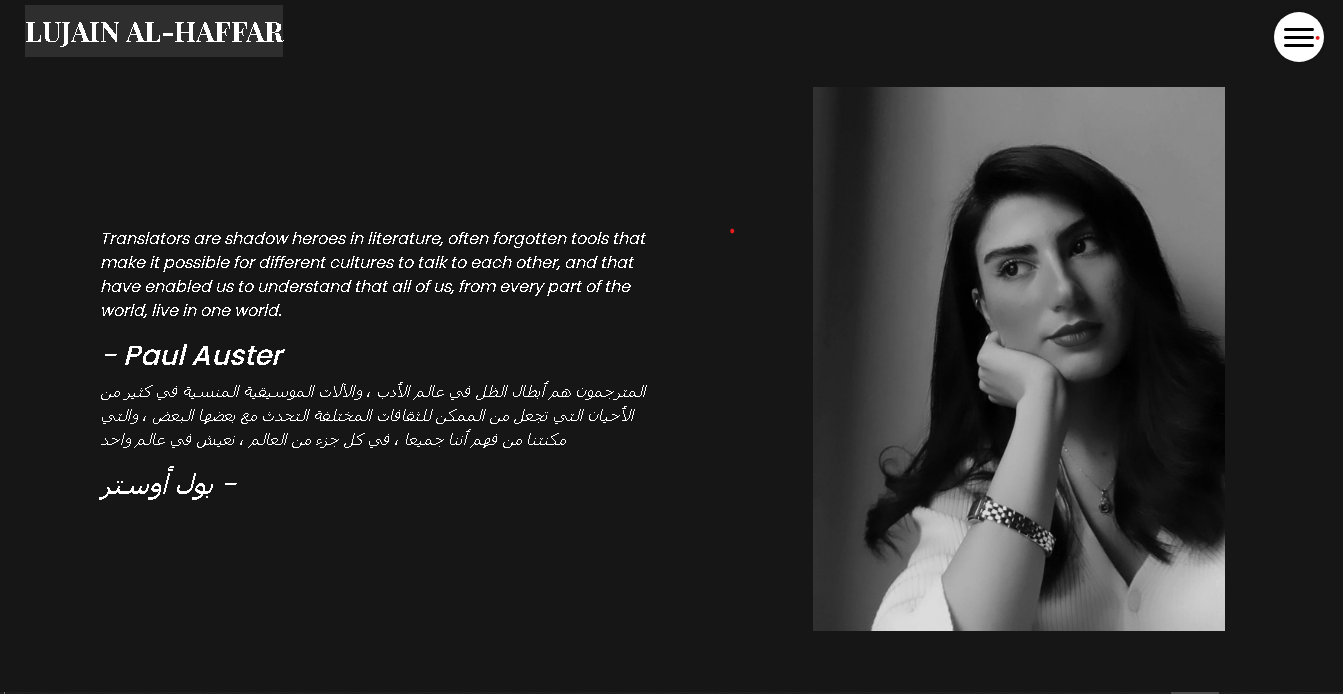 LUJAIN AL-HAFFAR
Translators are shadow heroes in literature, often forgotten tools that
make it possible for different cultures to talk to each other, and that
have enabled us to understand that all of us, from every part of the
world, live in one world.
- Paul Auster
المترجمون هم أبطال الظل في عالم الأدب ، والآلات الموسيقية المنسية في كثير من
الأحيان التي تجعل من الممكن للثقافات المختلفة التحدث مع بعضها البعض ، والتي
مكنتنا من فهم أننا جميعا ، في كل جزء من العالم ، نعيش في عالم واحد
بول أوستر -